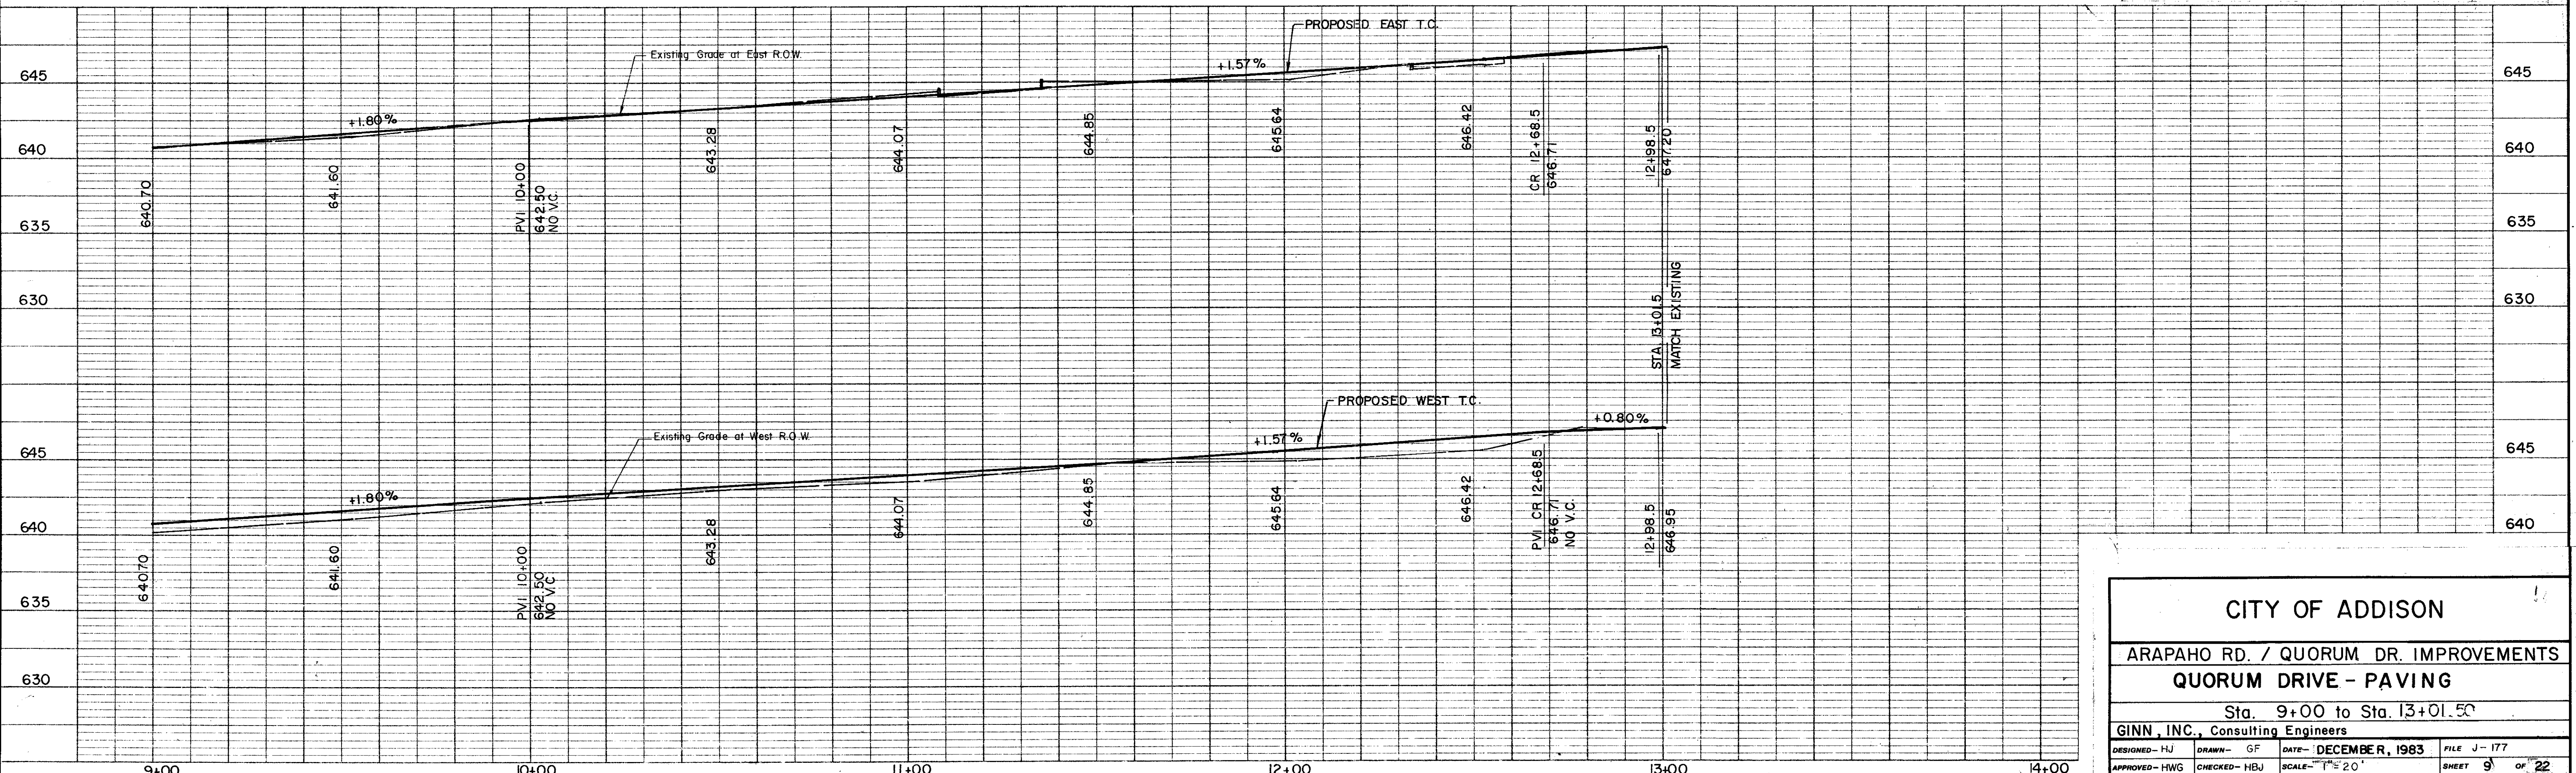 PROPOSED EAST T.C.
Existing Grade at East R.O.W.
+1.57%
+1.80%
645
640
635
630
645
640
635
630
645
640
635
630
645
640
640.70
641.60
PVI 10+00
642.50
NO V.C.
643.28
644.07
644.85
645.64
646.42
CR 12+68.5
646.71
12+98.5
647.20
STA. 13+01.5
MATCH EXISTING
PROPOSED WEST T.C.
Existing Grade at West R.O.W.
+1.80%
+1.57%
+0.80%
640.70
641.60
PVI 10+00
642.50
NO V.C
643.28
644.07
644.85
645.64
646.42
PVI CR 12+68.5
646.71
NO V.C.
12+98.5
646.95
9+00
10+00
11+00
12+00
13+00
14+00
CITY OF ADDISON
ARAPAHO RD. / QUORUM DR. IMPROVEMENTS
QUORUM DRIVE - PAVING
Sta. 9+00 to Sta. 13+01.50
GINN, INC., Consulting Engineers
DESIGNED- HJ DRAWN- GF DATE- DECEMBER, 1983 FILE J-177
APPROVED- HWG CHECKED- HBJ SCALE- 1"=20' SHEET 9 OF 22